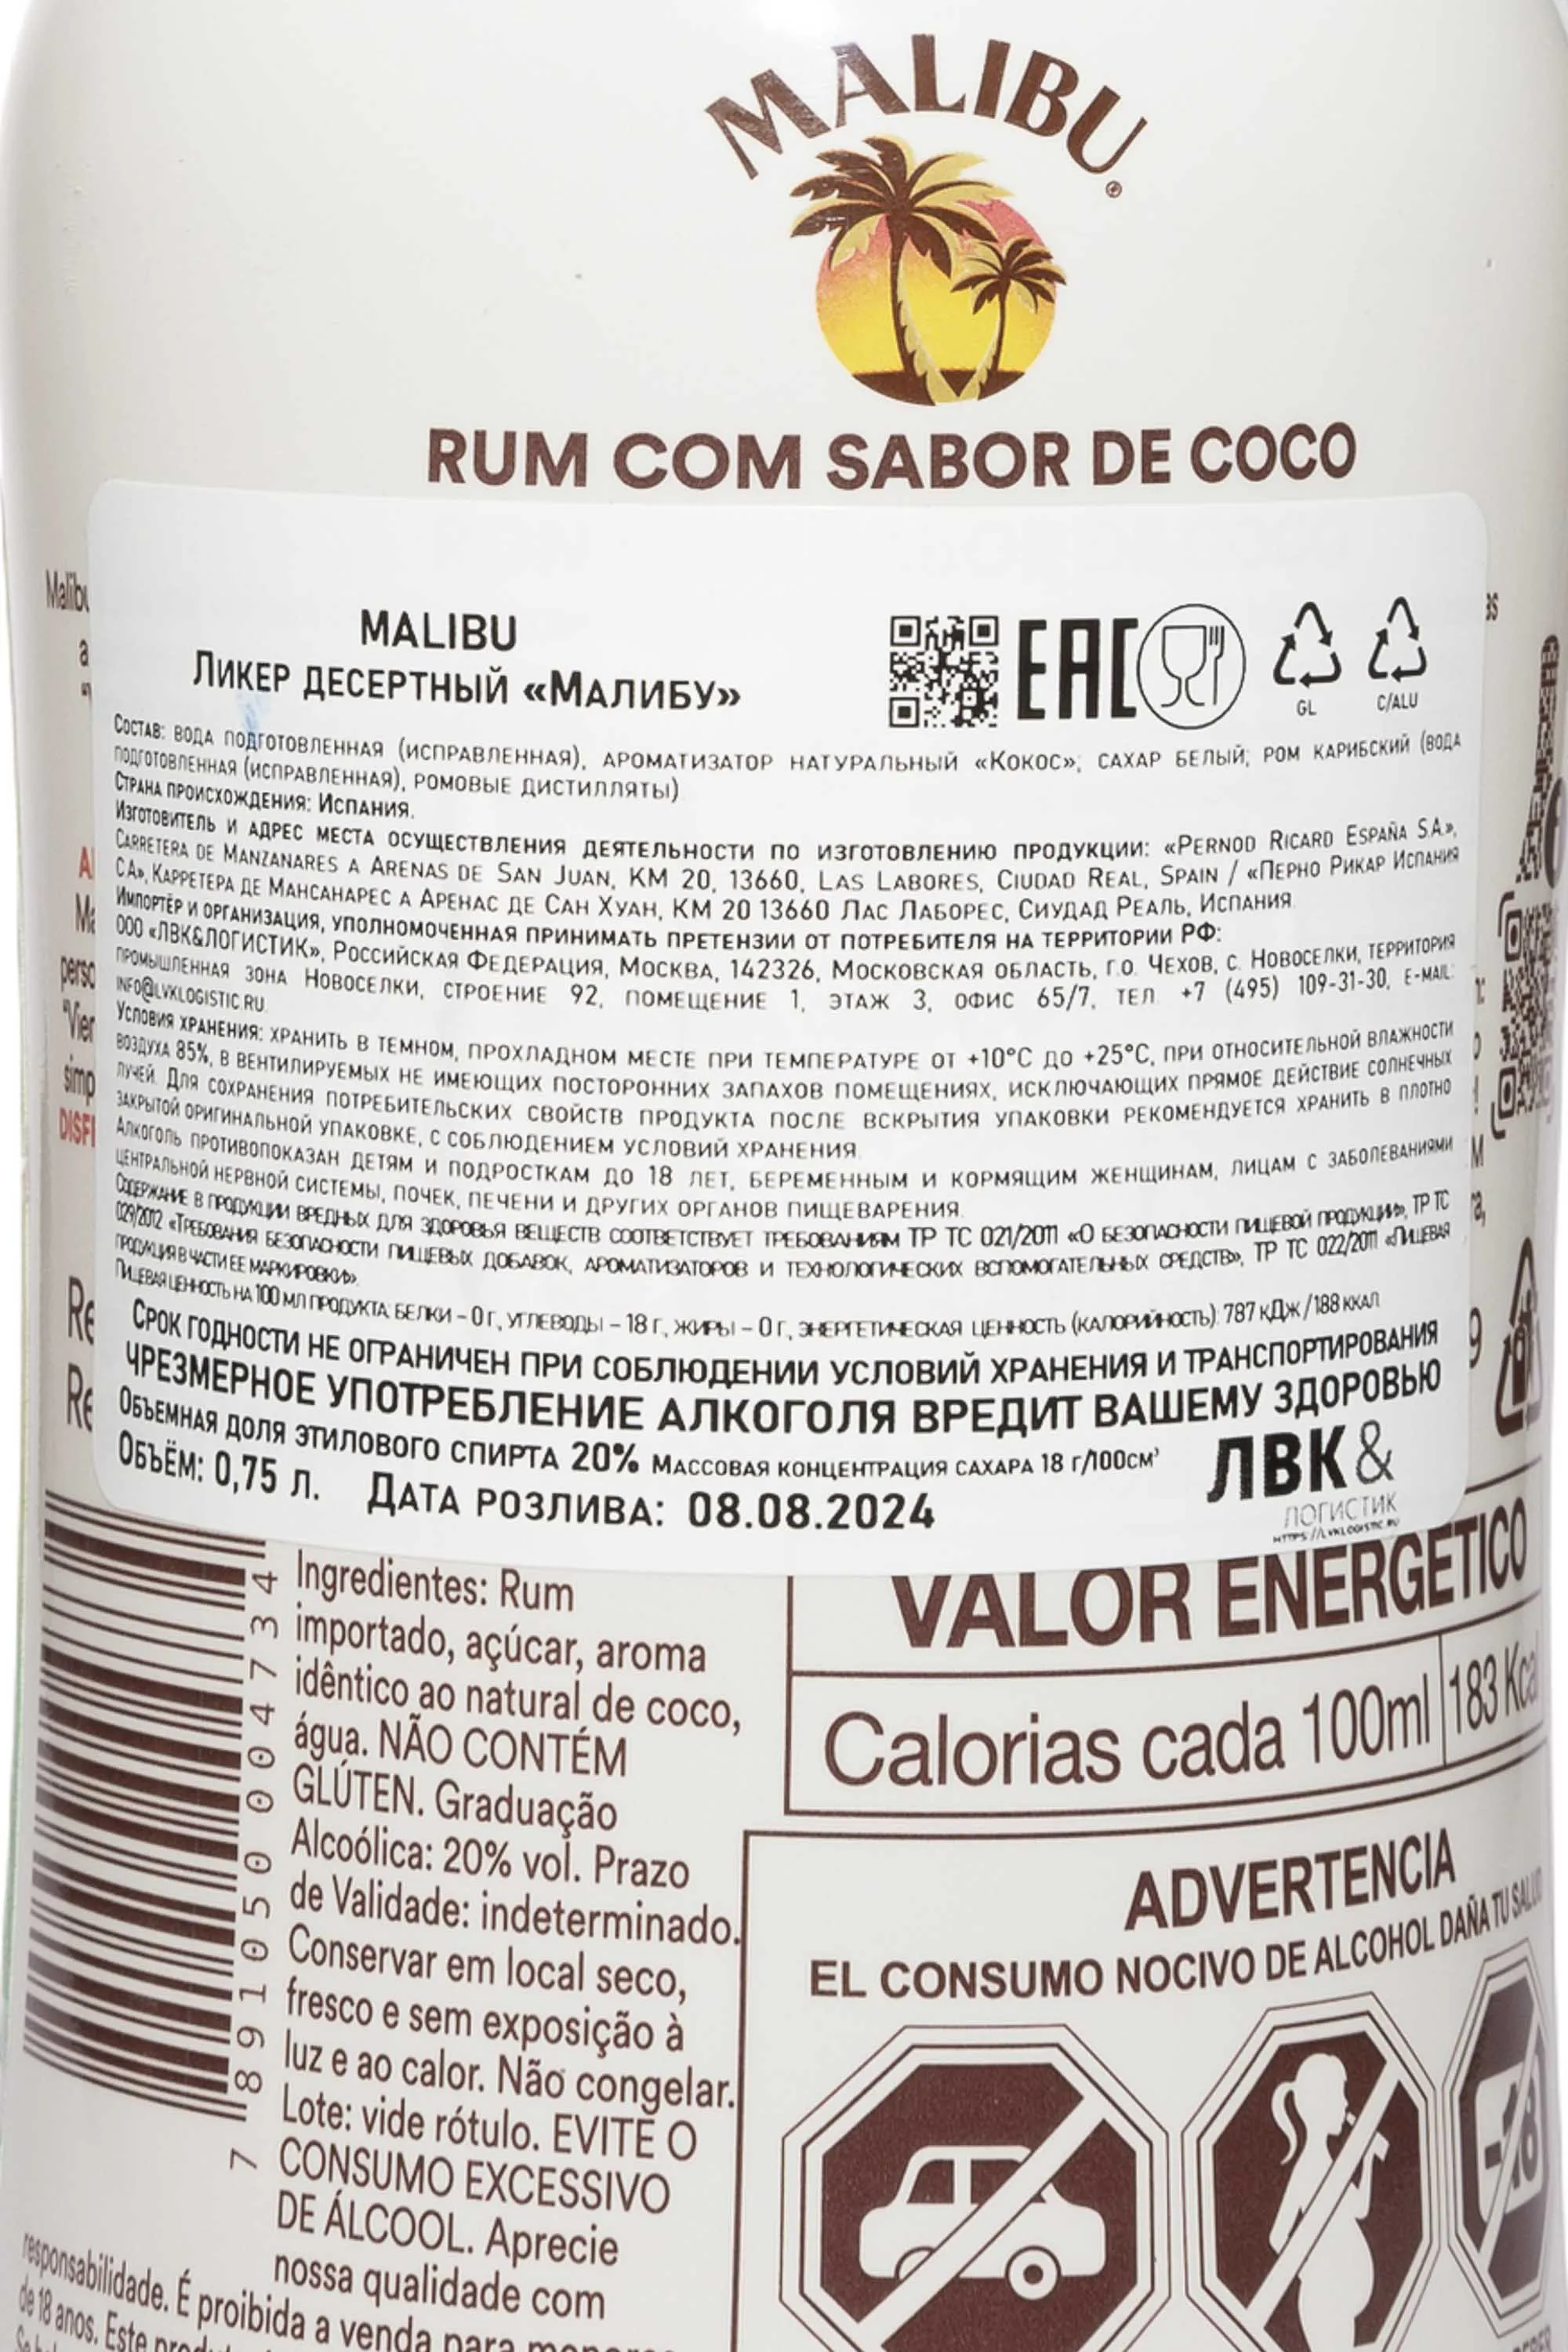 MALIBU
RUM COM SABOR DE COCO
MALIBU
Ликер десертный «Малибу»
EAC
GL
C/ALU
Состав: вода подготовленная (исправленная), ароматизатор натуральный «Кокос»; сахар белый; ром карибский (вода
подготовленная (исправленная), ромовые дистилляты)
Страна происхождения: Испания.
Изготовитель и адрес места осуществления деятельности по изготовлению продукции: «Pernod Ricard España S.A.»,
Carretera de Manzanares a Arenas de San Juan, km 20, 13660, Las Labores, Ciudad Real, Spain / «Перно Рикар Испания
С.А», Карретера де Мансанарес а Аренас де Сан Хуан, км 20 13660 Лас Лаборес, Сиудад Реаль, Испания
Импортёр и организация, уполномоченная принимать претензии от потребителя на территории РФ:
ООО «ЛВК&ЛОГИСТИК», Российская Федерация, Москва, 142326, Московская область, г.о. Чехов, с. Новоселки, территория
промышленная зона Новоселки, строение 92, помещение 1, этаж 3, офис 65/7, тел. +7 (495) 109-31-30, e-mail:
info@lvklogistic.ru
Условия хранения: хранить в темном, прохладном месте при температуре от +10°С до +25°С, при относительной влажности
воздуха 85%, в вентилируемых не имеющих посторонних запахов помещениях, исключающих прямое действие солнечных
лучей. Для сохранения потребительских свойств продукта после вскрытия упаковки рекомендуется хранить в плотно
закрытой оригинальной упаковке, с соблюдением условий хранения
Алкоголь противопоказан детям и подросткам до 18 лет, беременным и кормящим женщинам, лицам с заболеваниями
центральной нервной системы, почек, печени и других органов пищеварения.
Содержание в продукции вредных для здоровья веществ соответствует требованиям ТР ТС 021/2011 «О безопасности пищевой продукции», ТР ТС
029/2012 «Требования безопасности пищевых добавок, ароматизаторов и технологических вспомогательных средств», ТР ТС 022/2011 «Пищевая
продукция в части ее маркировки».
Пищевая ценность на 100 мл продукта: белки – 0 г, углеводы – 18 г, жиры – 0 г, энергетическая ценность (калорийность): 787 кДж /188 ккал
Срок годности не ограничен при соблюдении условий хранения и транспортирования
ЧРЕЗМЕРНОЕ УПОТРЕБЛЕНИЕ АЛКОГОЛЯ ВРЕДИТ ВАШЕМУ ЗДОРОВЬЮ
Объемная доля этилового спирта 20% Массовая концентрация сахара 18 г/100см³
Объём: 0,75 л. Дата розлива: 08.08.2024
ЛВК&
ЛОГИСТИК
HTTPS://LVKLOGISTIC.RU
7 891050004734
Ingredientes: Rum
importado, açúcar, aroma
idêntico ao natural de coco,
água. NÃO CONTÉM
GLÚTEN. Graduação
Alcoólica: 20% vol. Prazo
de Validade: indeterminado.
Conservar em local seco,
fresco e sem exposição à
luz e ao calor. Não congelar.
Lote: vide rótulo. EVITE O
CONSUMO EXCESSIVO
DE ÁLCOOL. Aprecie
nossa qualidade com
responsabilidade. É proibida a venda para
de 18 anos. Este
VALOR ENERGÉTICO
Calorias cada 100ml 183 Kcal
ADVERTENCIA
EL CONSUMO NOCIVO DE ALCOHOL DAÑA TU SALUD
-18